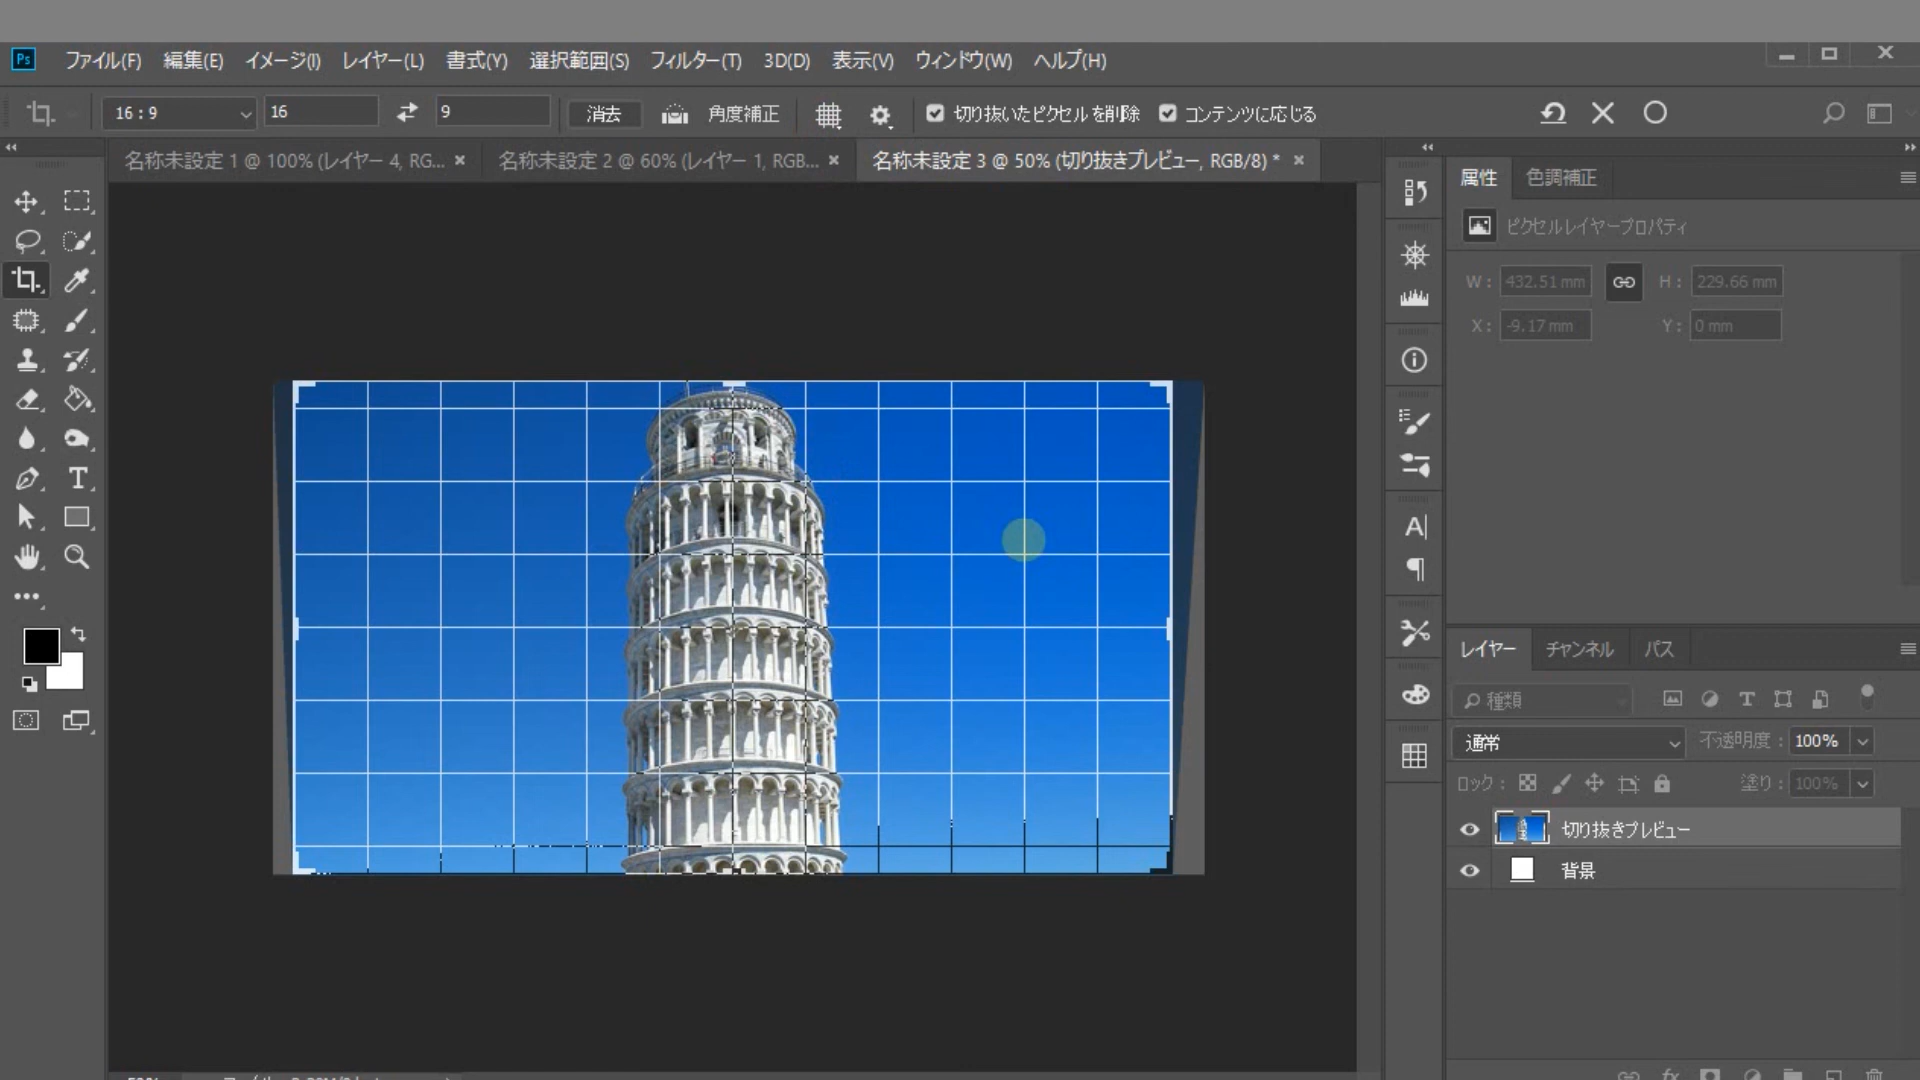 Ps ファイル(F) 編集(E) イメージ(I) レイヤー(L) 書式(Y) 選択範囲(S) フィルター(T) 3D(D) 表示(V) ウィンドウ(W) ヘルプ(H)
16 : 9 16 9 消去 角度補正 切り抜いたピクセルを削除 コンテンツに応じる
名称未設定 1 @ 100% (レイヤー 4, RG... × 名称未設定 2 @ 60% (レイヤー 1, RGB... × 名称未設定 3 @ 50% (切り抜きプレビュー, RGB/8) * ×
属性 色調補正
ピクセルレイヤープロパティ
W : 432.51 mm H : 229.66 mm
X : -9.17 mm Y : 0 mm
レイヤー チャンネル パス
種類
通常 不透明度 : 100%
ロック : 塗り : 100%
切り抜きプレビュー
背景